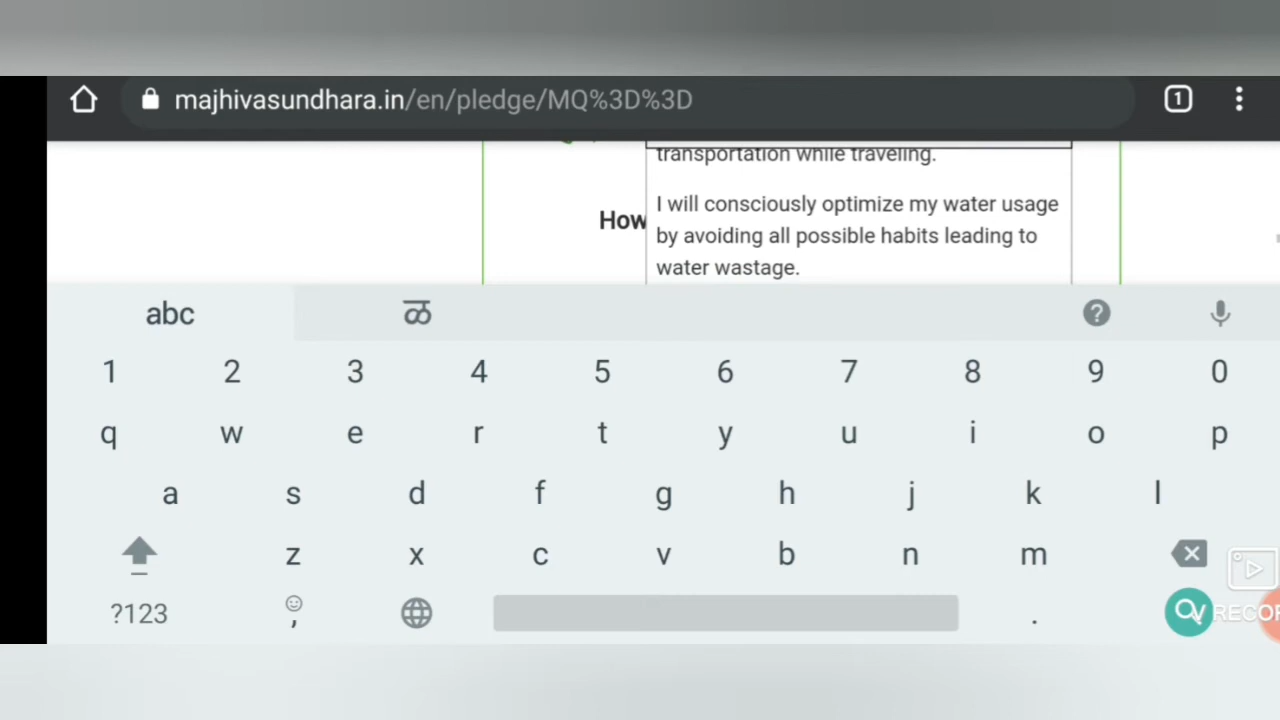 majhivasundhara.in/en/pledge/MQ%3D%3D
1
transportation while traveling.
How
I will consciously optimize my water usage
by avoiding all possible habits leading to
water wastage.
abc
ळ
?
1 2 3 4 5 6 7 8 9 0
q w e r t y u i o p
a s d f g h j k l
z x c v b n m
?123
,
.
RECOR